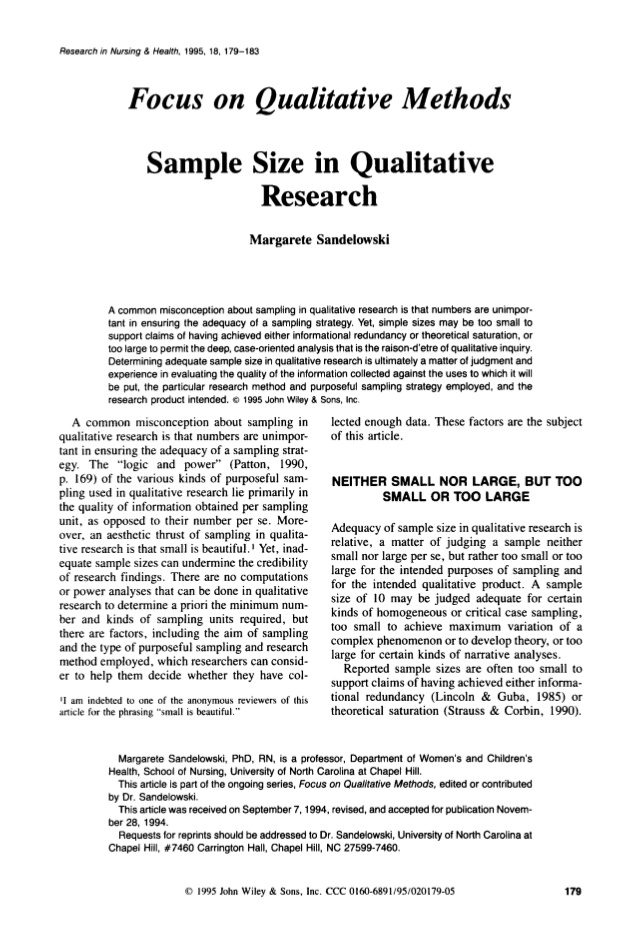 Research in Nursing & Health, 1995, 18, 179–183
Focus on Qualitative Methods
Sample Size in Qualitative
Research
Margarete Sandelowski
A common misconception about sampling in qualitative research is that numbers are unimpor-
tant in ensuring the adequacy of a sampling strategy. Yet, simple sizes may be too small to
support claims of having achieved either informational redundancy or theoretical saturation, or
too large to permit the deep, case-oriented analysis that is the raison-d'etre of qualitative inquiry.
Determining adequate sample size in qualitative research is ultimately a matter of judgment and
experience in evaluating the quality of the information collected against the uses to which it will
be put, the particular research method and purposeful sampling strategy employed, and the
research product intended. © 1995 John Wiley & Sons, Inc.
A common misconception about sampling in
qualitative research is that numbers are unimpor-
tant in ensuring the adequacy of a sampling strat-
egy. The "logic and power" (Patton, 1990,
p. 169) of the various kinds of purposeful sam-
pling used in qualitative research lie primarily in
the quality of information obtained per sampling
unit, as opposed to their number per se. More-
over, an aesthetic thrust of sampling in qualita-
tive research is that small is beautiful.¹ Yet, inad-
equate sample sizes can undermine the credibility
of research findings. There are no computations
or power analyses that can be done in qualitative
research to determine a priori the minimum num-
ber and kinds of sampling units required, but
there are factors, including the aim of sampling
and the type of purposeful sampling and research
method employed, which researchers can consid-
er to help them decide whether they have col-
¹I am indebted to one of the anonymous reviewers of this
article for the phrasing "small is beautiful."
lected enough data. These factors are the subject
of this article.
NEITHER SMALL NOR LARGE, BUT TOO
SMALL OR TOO LARGE
Adequacy of sample size in qualitative research is
relative, a matter of judging a sample neither
small nor large per se, but rather too small or too
large for the intended purposes of sampling and
for the intended qualitative product. A sample
size of 10 may be judged adequate for certain
kinds of homogeneous or critical case sampling,
too small to achieve maximum variation of a
complex phenomenon or to develop theory, or too
large for certain kinds of narrative analyses.
Reported sample sizes are often too small to
support claims of having achieved either informa-
tional redundancy (Lincoln & Guba, 1985) or
theoretical saturation (Strauss & Corbin, 1990).
Margarete Sandelowski, PhD, RN, is a professor, Department of Women's and Children's
Health, School of Nursing, University of North Carolina at Chapel Hill.
This article is part of the ongoing series, Focus on Qualitative Methods, edited or contributed
by Dr. Sandelowski.
This article was received on September 7, 1994, revised, and accepted for publication Novem-
ber 28, 1994.
Requests for reprints should be addressed to Dr. Sandelowski, University of North Carolina at
Chapel Hill, #7460 Carrington Hall, Chapel Hill, NC 27599-7460.
© 1995 John Wiley & Sons, Inc. CCC 0160-6891/95/020179-05
179